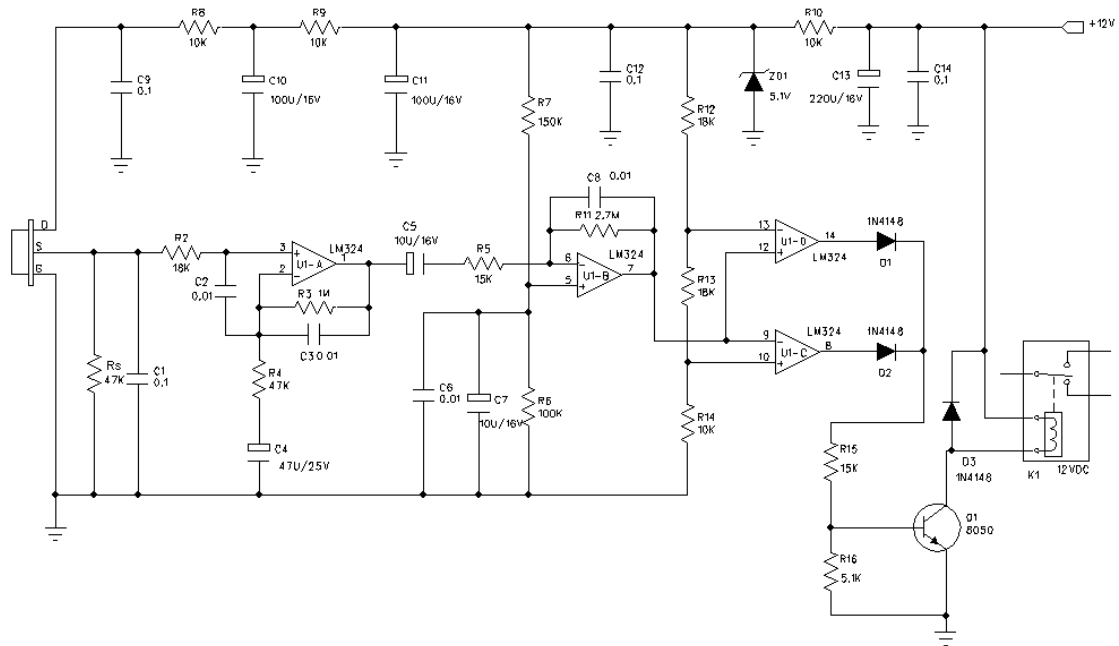 R8
10K
R9
10K
R10
10K
+12V
C9
0.1
C10
100U/16V
C11
100U/16V
C12
0.1
ZD1
5.1V
C13
220U/16V
C14
0.1
R7
150K
R12
18K
D
S
G
R2
18K
3
2
U1-A
LM324
1
C5
10U/16V
R5
15K
C8 0.01
R11 2.7M
LM324
6
5
U1-B
7
13
12
U1-D
14
LM324
1N4148
D1
C2
0.01
R3 1M
C3 0.01
R13
18K
9
10
U1-C
LM324
8
1N4148
D2
Rs
47K
C1
0.1
R4
47K
C4
47U/25V
C6
0.01
C7
10U/16V
R6
100K
R14
10K
R15
15K
D3
1N4148
K1
12VDC
Q1
8050
R16
5.1K